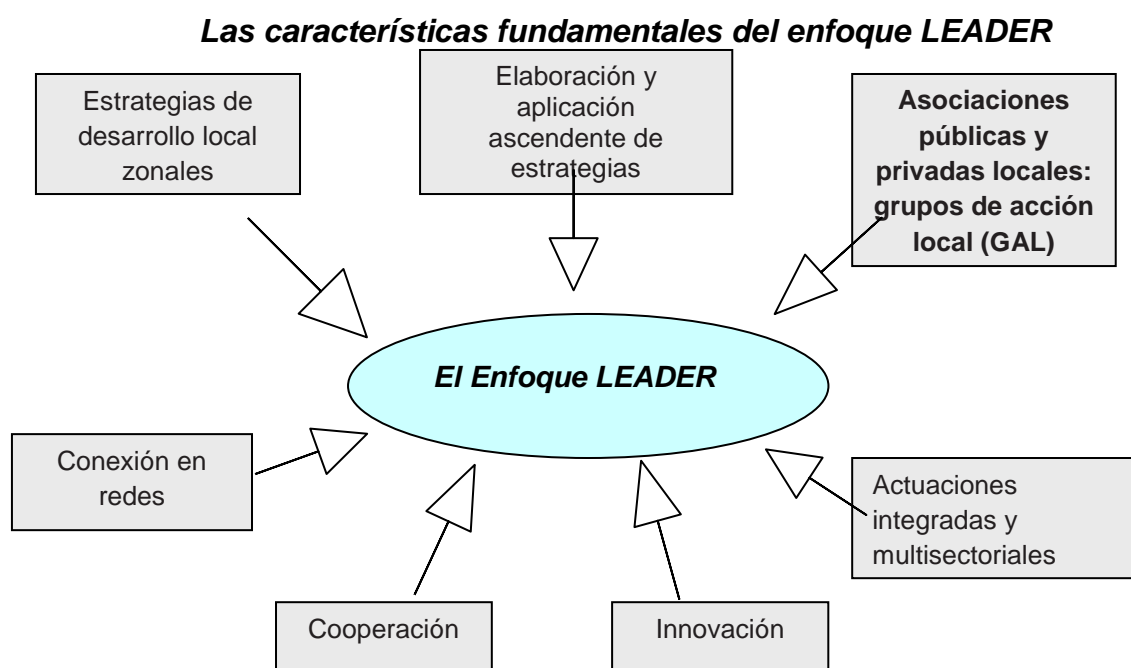 Las características fundamentales del enfoque LEADER
Estrategias de
desarrollo local
zonales
Elaboración y
aplicación
ascendente de
estrategias
Asociaciones
públicas y
privadas locales:
grupos de acción
local (GAL)
El Enfoque LEADER
Conexión en
redes
Actuaciones
integradas y
multisectoriales
Cooperación
Innovación